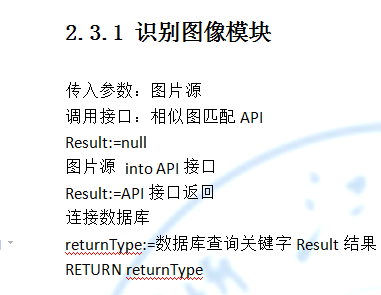 2.3.1 识别图像模块
传入参数：图片源
调用接口：相似图匹配 API
Result:=null
图片源 into API 接口
Result:=API 接口返回
连接数据库
returnType:=数据库查询关键字 Result 结果
RETURN returnType